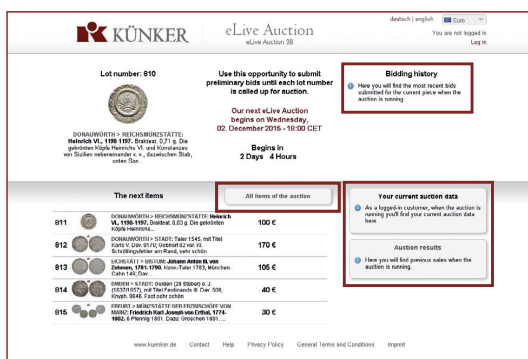 deutsch | english
Euro
KÜNKER
eLive Auction
eLive Auction 38
You are not logged in
Log in
Lot number: 810
DONAUWÖRTH > REICHSMÜNZSTÄTTE:
Heinrich VI., 1190-1197. Brakteat, 0,71 g. Die
gekrönten Köpfe Heinrichs VI. und Konstanzes
von Sizilien nebeneinander v. v., dazwischen Stab,
unten
Use this opportunity to submit
preliminary bids until each lot number
is called up for auction.
Our next eLive Auction
begins on Wednesday,
02. December 2015 - 18:00 CET
Begins in
2 Days 4 Hours
Bidding history
Here you will find the most recent bids
submitted for the current piece when the
auction is running.
The next items
All items of the auction
811
DONAUWÖRTH > REICHSMÜNZSTÄTTE: Heinrich
VI., 1190-1197. Brakteat, 0,83 g. Die gekrönten
Köpfe Heinrichs...
100 €
812
DONAUWÖRTH > STADT: Taler 1545, mit Titel
Karls V. Dav. 9170; Gebhart 92 var. Kl.
Schrötlingsfehler am Rand, sehr schön
170 €
813
EICHSTÄTT > BISTUM: Johann Anton III. von
Zehmen, 1781-1790. Konv.-Taler 1783, München.
Cahn 148; Dav....
105 €
814
EMDEN > STADT: Gulden (28 Stüber) o. J.
(1637/1657), mit Titel Ferdinands III. Dav. 508;
Knyph. Fast sehr schön
40 €
815
ERFURT > MÜNZSTÄTTE DER ERZBISCHÖFE VON
MAINZ: Friedrich Karl Joseph von Erthal, 1774-
1802. 6 Pfennig 1801. Dazu: Groschen 1801. ...
30 €
Your current auction data
As a logged-in customer, when the auction is
running you'll find your current auction data
here.
Auction results
Here you will find previous sales when the
auction is running.
www.kuenker.de Contact Help Privacy Policy General Terms and Conditions Imprint